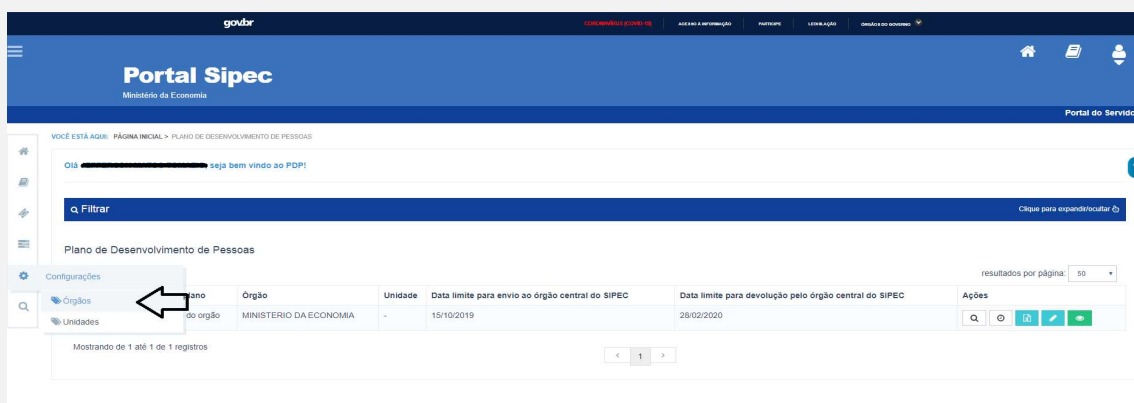 govbr
CORONAVÍRUS (COVID-19) ACESSO À INFORMAÇÃO PARTICIPE LEGISLAÇÃO ÓRGÃOS DO GOVERNO
Portal Sipec
Ministério da Economia
Portal do Servido
VOCÊ ESTÁ AQUI: PÁGINA INICIAL > PLANO DE DESENVOLVIMENTO DE PESSOAS
Olá seja bem vindo ao PDP!
Filtrar Clique para expandir/ocultar
Plano de Desenvolvimento de Pessoas
Configurações resultados por página: 50
Órgãos plano Órgão Unidade Data limite para envio ao órgão central do SIPEC Data limite para devolução pelo órgão central do SIPEC Ações
do orgão MINISTERIO DA ECONOMIA - 15/10/2019 28/02/2020
Unidades
Mostrando de 1 até 1 de 1 registros < 1 >